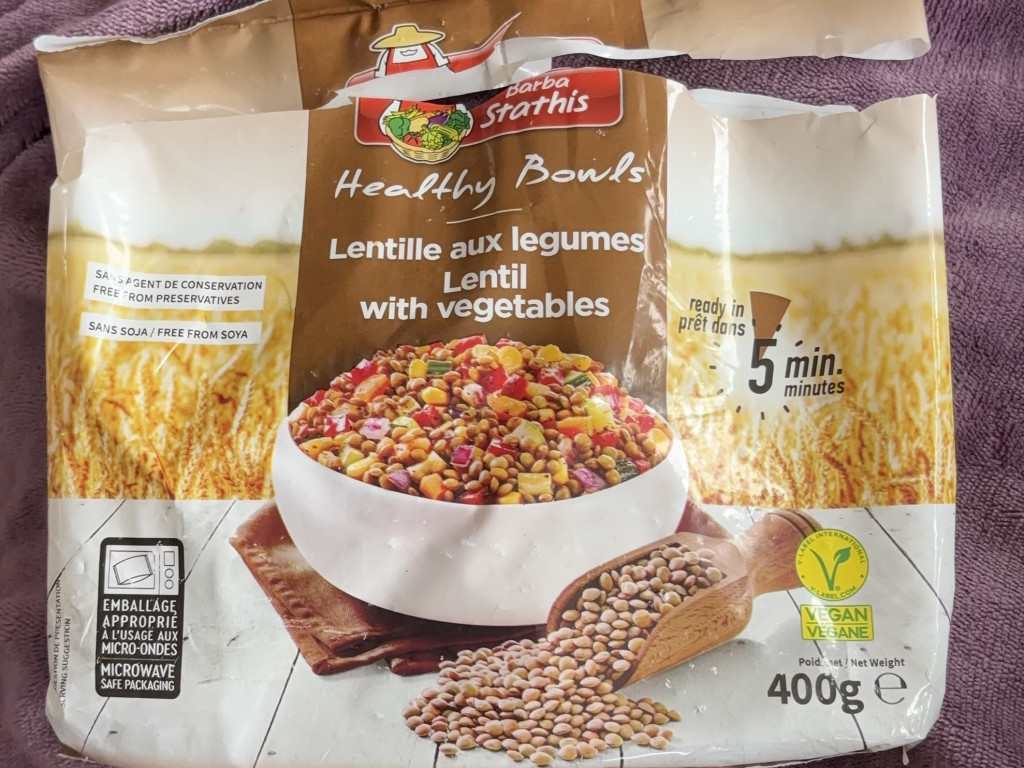 Barba
Stathis
Healthy Bowls
Lentille aux legumes
Lentil
with vegetables
SANS AGENT DE CONSERVATION
FREE FROM PRESERVATIVES
SANS SOJA / FREE FROM SOYA
ready in
prêt dans
5 min.
minutes
EMBALLAGE
APPROPRIÉ
À L'USAGE AUX
MICRO-ONDES
MICROWAVE
SAFE PACKAGING
DE PRESENTATION
SERVING SUGGESTION
V-LABEL INTERNATIONAL
V-LABEL.COM
VEGAN
VEGANE
Poids net / Net Weight
400g e